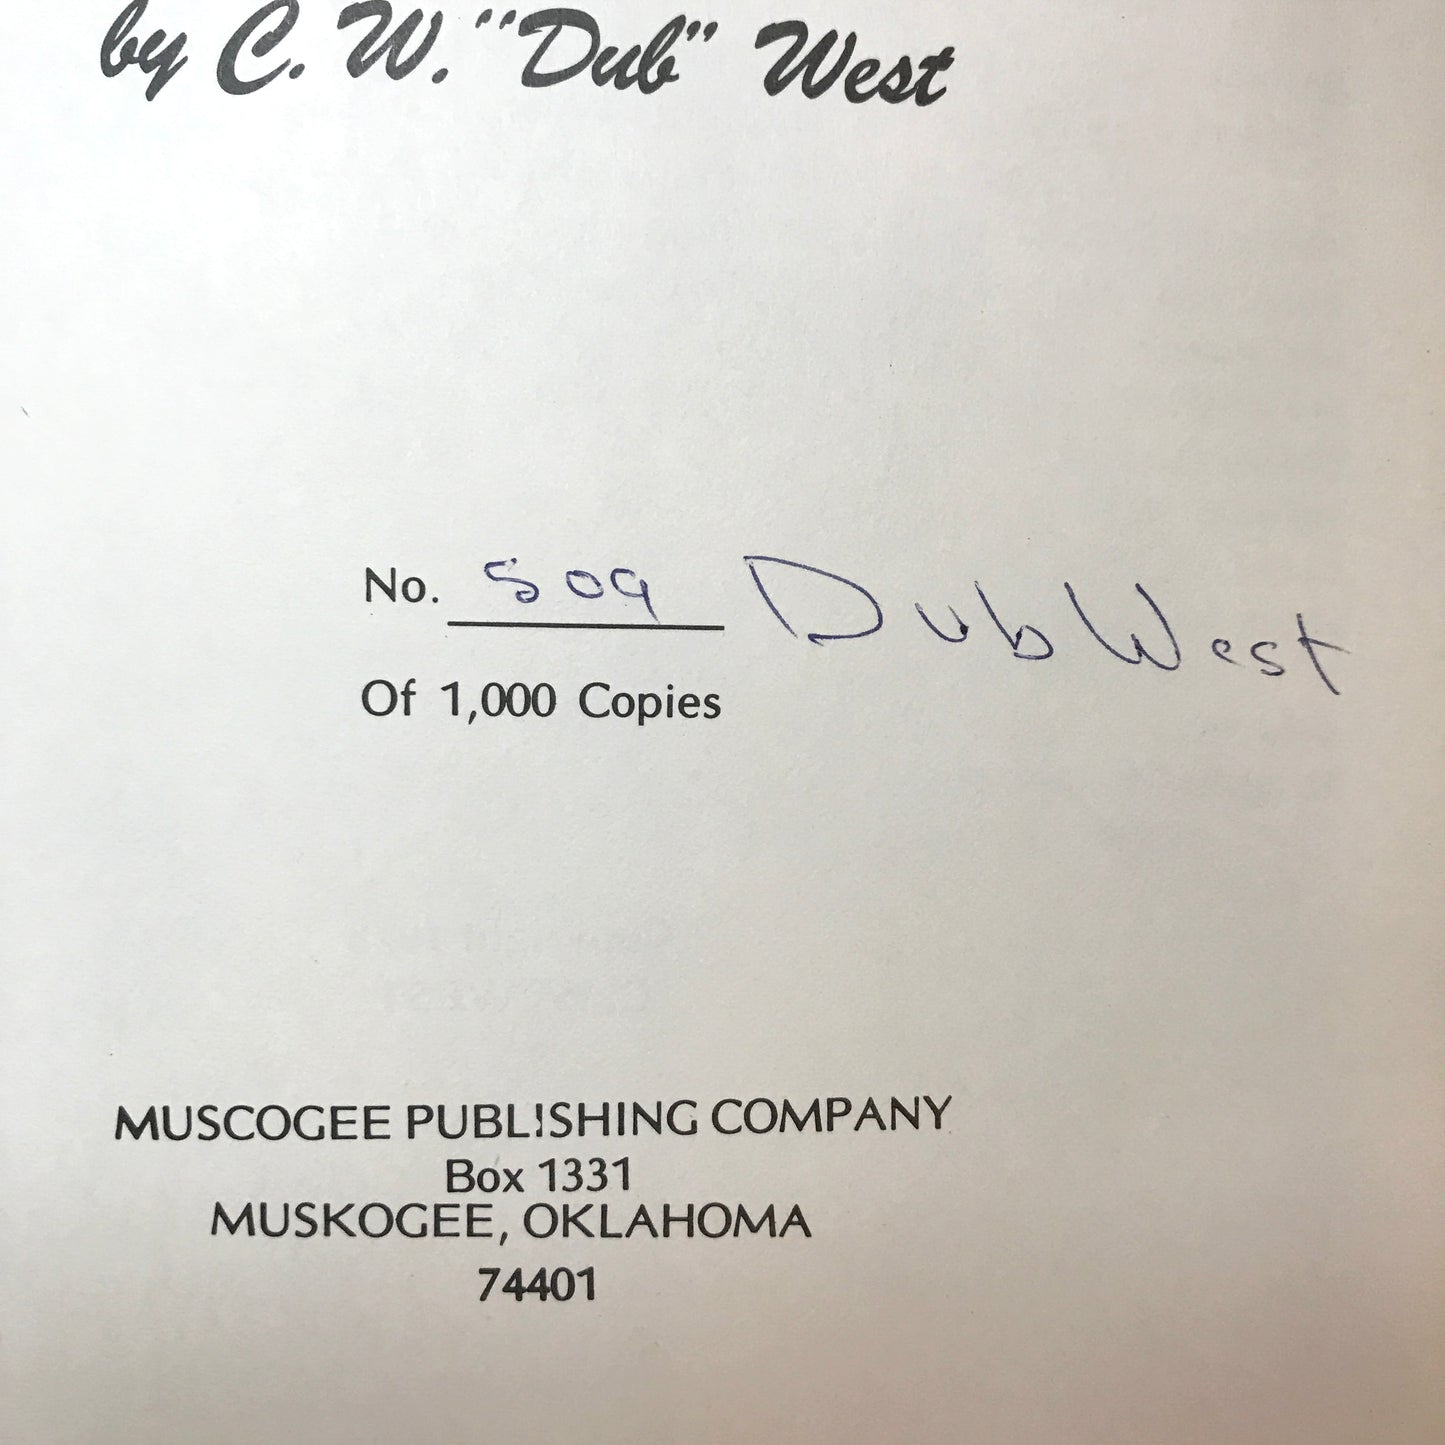 by C. W. "Dub" West
No. 509 Dub West
Of 1,000 Copies
MUSCOGEE PUBLISHING COMPANY
Box 1331
MUSKOGEE, OKLAHOMA
74401